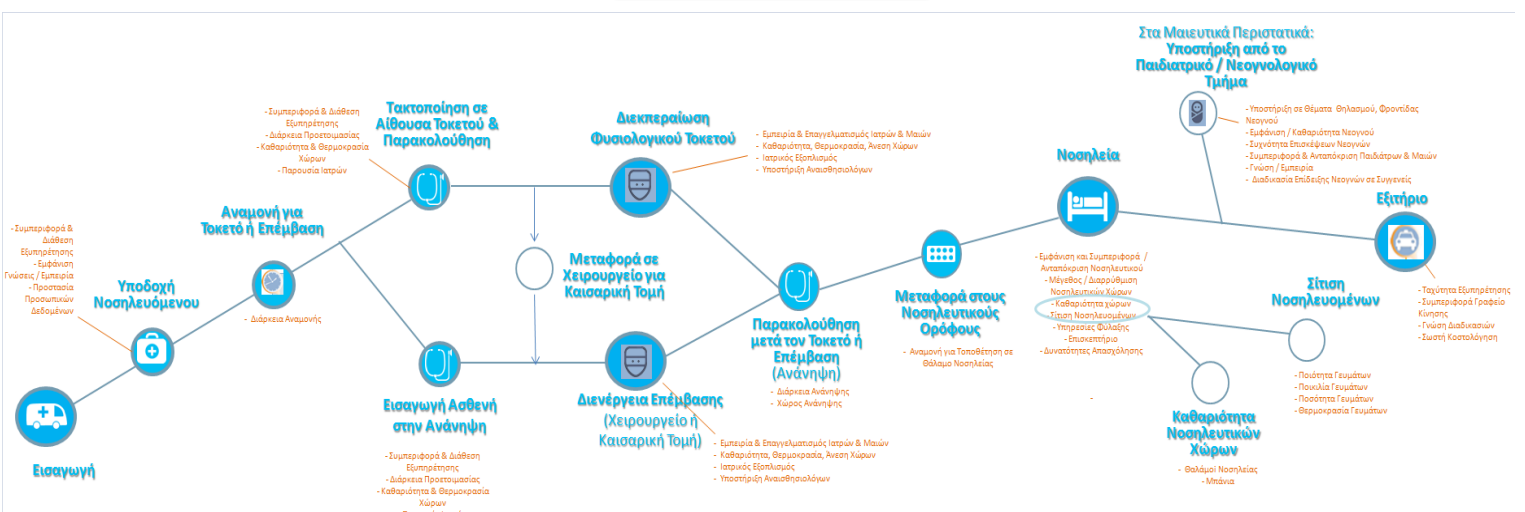 Εισαγωγή
- Συμπεριφορά &
Διάθεση
Εξυπηρέτησης
- Εμφάνιση
Γνώσεις / Εμπειρία
- Προστασία
Προσωπικών
Δεδομένων
Υποδοχή
Νοσηλευόμενου
Αναμονή για
Τοκετό ή Επέμβαση
- Διάρκεια Αναμονής
- Συμπεριφορά & Διάθεση
Εξυπηρέτησης
- Διάρκεια Προετοιμασίας
- Καθαριότητα & Θερμοκρασία
Χώρων
- Παρουσία Ιατρών
Τακτοποίηση σε
Αίθουσα Τοκετού &
Παρακολούθηση
Εισαγωγή Ασθενή
στην Ανάνηψη
- Συμπεριφορά & Διάθεση
Εξυπηρέτησης
- Διάρκεια Προετοιμασίας
- Καθαριότητα & Θερμοκρασία
Χώρων
Μεταφορά σε
Χειρουργείο για
Καισαρική Τομή
Διεκπεραίωση
Φυσιολογικού Τοκετού
- Εμπειρία & Επαγγελματισμός Ιατρών & Μαιών
- Καθαριότητα, Θερμοκρασία, Άνεση Χώρων
- Ιατρικός Εξοπλισμός
- Υποστήριξη Αναισθησιολόγων
Διενέργεια Επέμβασης
(Χειρουργείο ή
Καισαρική Τομή)
- Εμπειρία & Επαγγελματισμός Ιατρών & Μαιών
- Καθαριότητα, Θερμοκρασία, Άνεση Χώρων
- Ιατρικός Εξοπλισμός
- Υποστήριξη Αναισθησιολόγων
Παρακολούθηση
μετά τον Τοκετό ή
Επέμβαση
(Ανάνηψη)
- Διάρκεια Ανάνηψης
- Χώρος Ανάνηψης
Μεταφορά στους
Νοσηλευτικούς
Ορόφους
- Αναμονή για Τοποθέτηση σε
Θάλαμο Νοσηλείας
Νοσηλεία
- Εμφάνιση και Συμπεριφορά /
Ανταπόκριση Νοσηλευτικού
- Μέγεθος / Διαρρύθμιση
Νοσηλευτικών Χώρων
- Καθαριότητα χώρων
Σίτιση Νοσηλευομένων
- Υπηρεσίες Φύλαξης
- Επισκεπτήριο
- Δυνατότητες Απασχόλησης
-
Στα Μαιευτικά Περιστατικά:
Υποστήριξη από το
Παιδιατρικό / Νεογνολογικό
Τμήμα
- Υποστήριξη σε Θέματα Θηλασμού, Φροντίδας
Νεογνού
- Εμφάνιση / Καθαριότητα Νεογνού
- Συχνότητα Επισκέψεων Νεογνών
- Συμπεριφορά & Ανταπόκριση Παιδιάτρων & Μαιών
- Γνώση / Εμπειρία
- Διαδικασία Επίδειξης Νεογνών σε Συγγενείς
Εξιτήριο
- Ταχύτητα Εξυπηρέτησης
- Συμπεριφορά Γραφείο
Κίνησης
- Γνώση Διαδικασιών
- Σωστή Κοστολόγηση
Σίτιση
Νοσηλευομένων
- Ποιότητα Γευμάτων
- Ποικιλία Γευμάτων
- Ποσότητα Γευμάτων
- Θερμοκρασία Γευμάτων
Καθαριότητα
Νοσηλευτικών
Χώρων
- Θαλάμοί Νοσηλείας
- Μπάνια